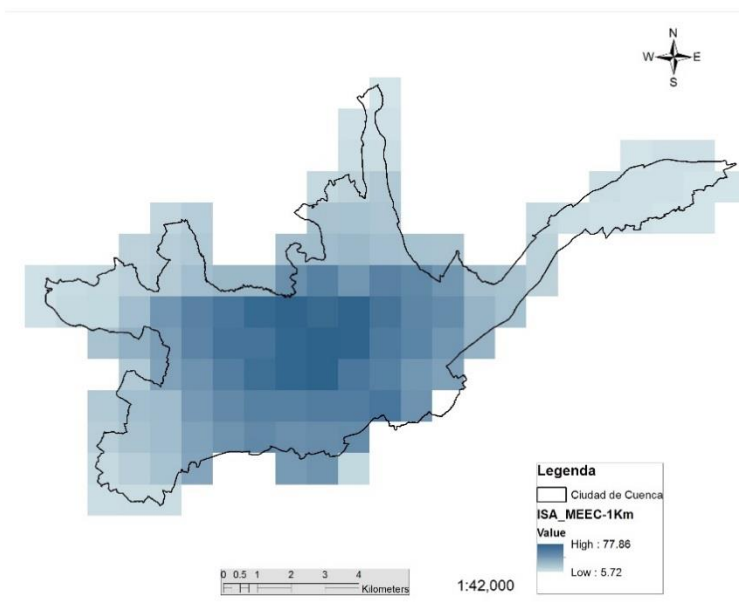 N
W E
S
Legenda
Ciudad de Cuenca
ISA_MEEC-1Km
Value
High : 77.86
Low : 5.72
0 0.5 1 2 3 4
Kilometers
1:42,000